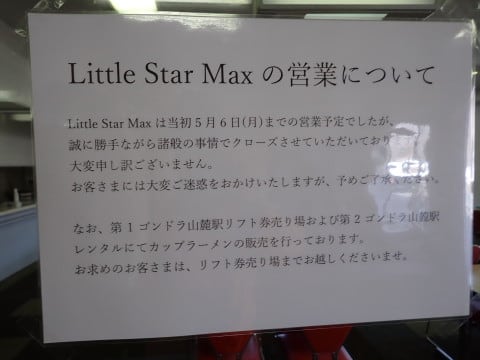 Little Star Max の営業について
Little Star Max は当初５月６日(月)までの営業予定でしたが、
誠に勝手ながら諸般の事情でクローズさせていただいており
大変申し訳ございません。
お客さまには大変ご迷惑をおかけいたしますが、予めご了承ください。
なお、第１ゴンドラ山麓駅リフト券売り場および第２ゴンドラ山麓駅
レンタルにてカップラーメンの販売を行っております。
お求めのお客さまは、リフト券売り場までお越しくださいませ。